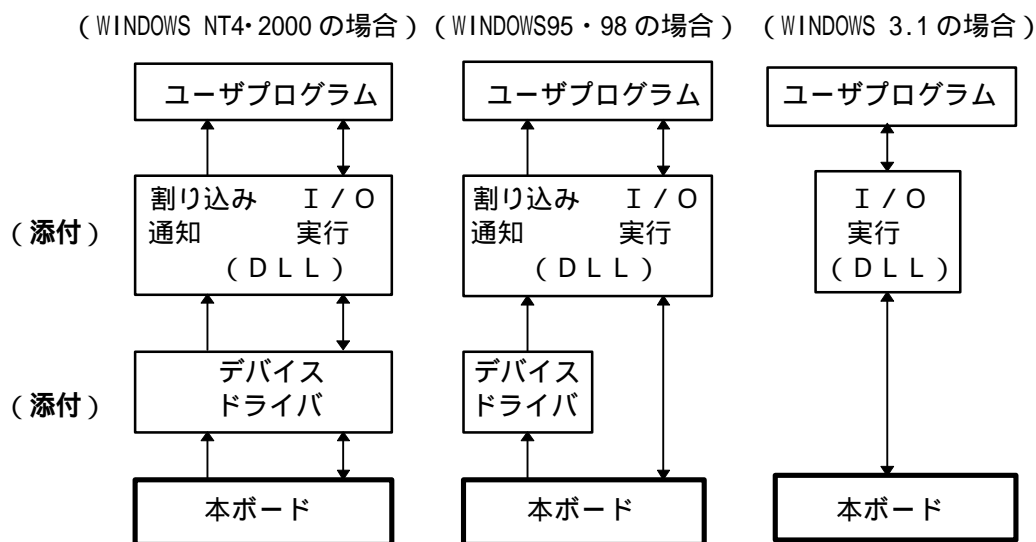 (WINDOWS NT4・2000 の場合)(WINDOWS95・98 の場合) (WINDOWS 3.1 の場合)
ユーザプログラム ユーザプログラム ユーザプログラム
割り込み I/O 割り込み I/O I/O
(添付) 通知 実行 通知 実行 実行
(DLL) (DLL) (DLL)
デバイス デバイス
(添付) ドライバ ドライバ
本ボード 本ボード 本ボード